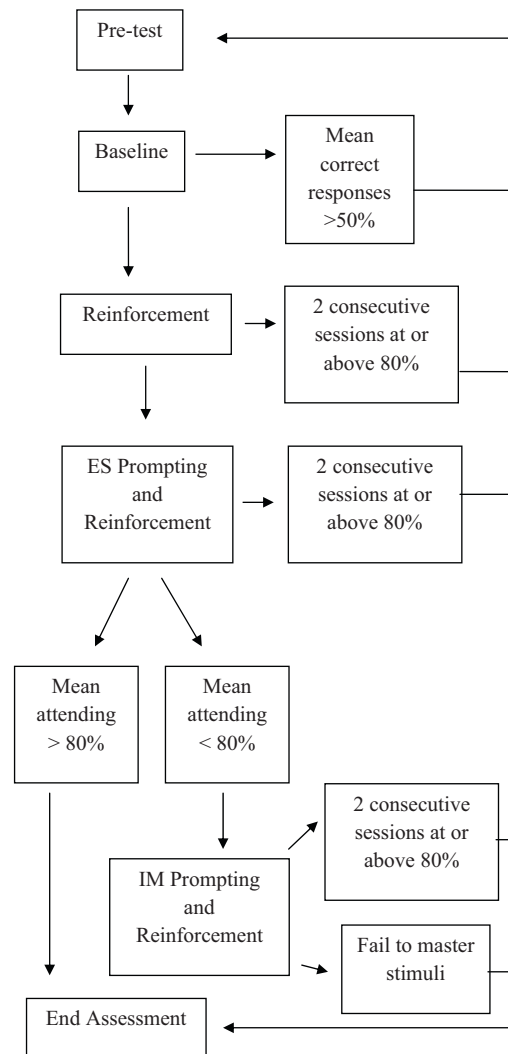 Pre-test
Baseline
Mean
correct
responses
>50%
Reinforcement
2 consecutive
sessions at or
above 80%
ES Prompting
and
Reinforcement
2 consecutive
sessions at or
above 80%
Mean
attending
> 80%
Mean
attending
< 80%
2 consecutive
sessions at or
above 80%
IM Prompting
and
Reinforcement
Fail to master
stimuli
End Assessment